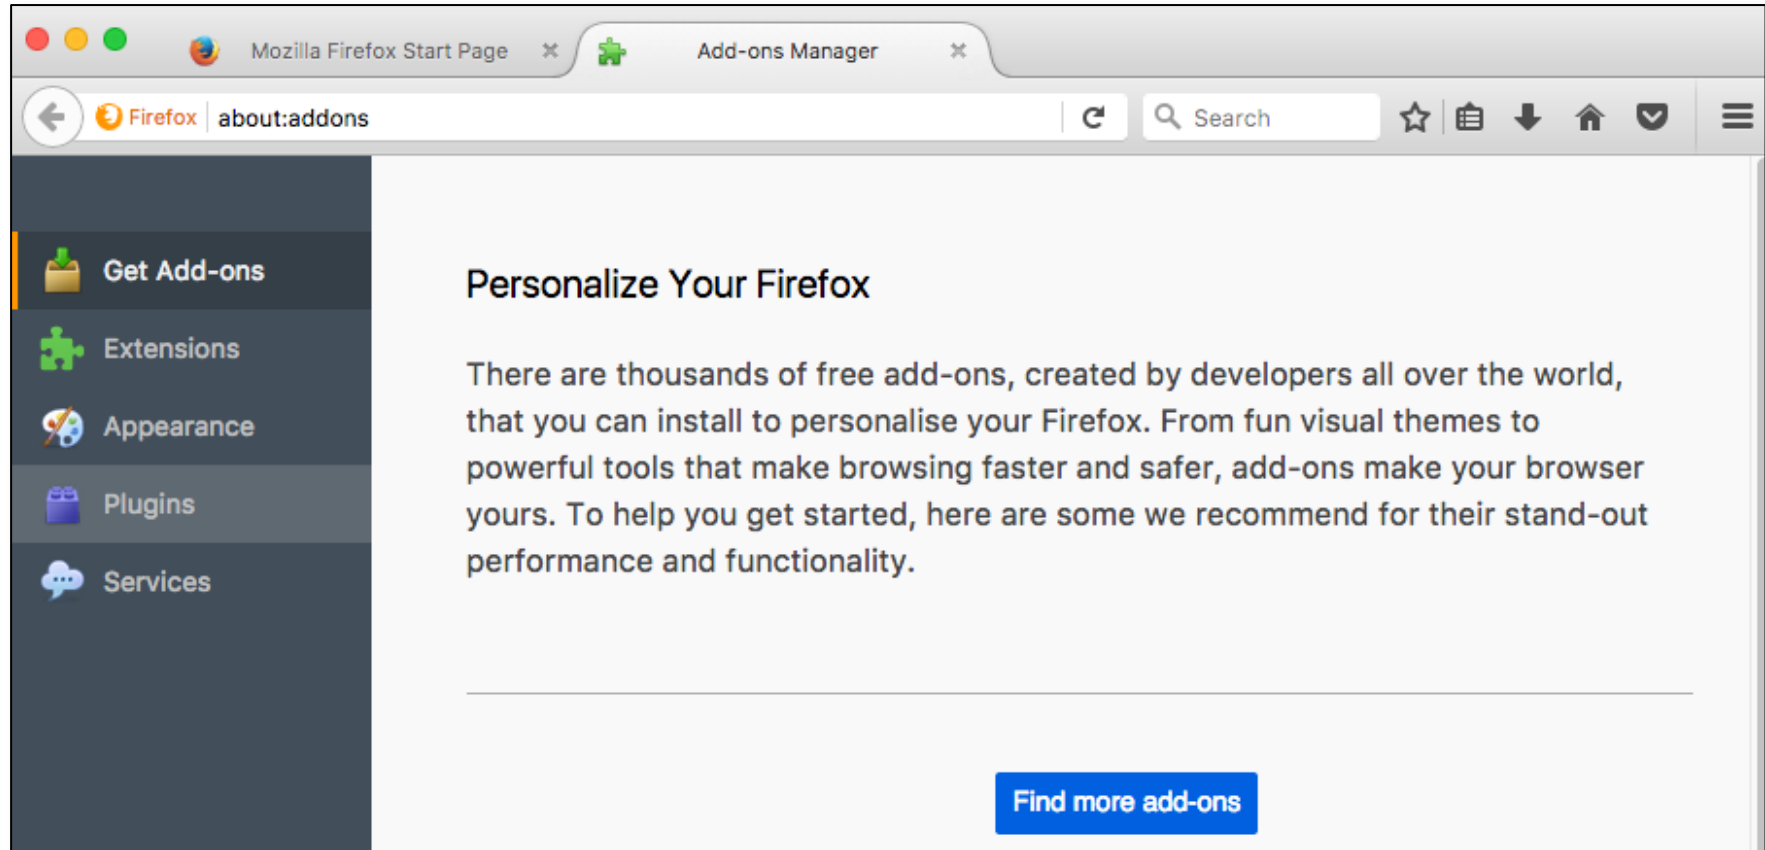 Mozilla Firefox Start Page
Add-ons Manager
Firefox about:addons
Search
Get Add-ons
Extensions
Appearance
Plugins
Services
Personalize Your Firefox
There are thousands of free add-ons, created by developers all over the world,
that you can install to personalise your Firefox. From fun visual themes to
powerful tools that make browsing faster and safer, add-ons make your browser
yours. To help you get started, here are some we recommend for their stand-out
performance and functionality.
Find more add-ons